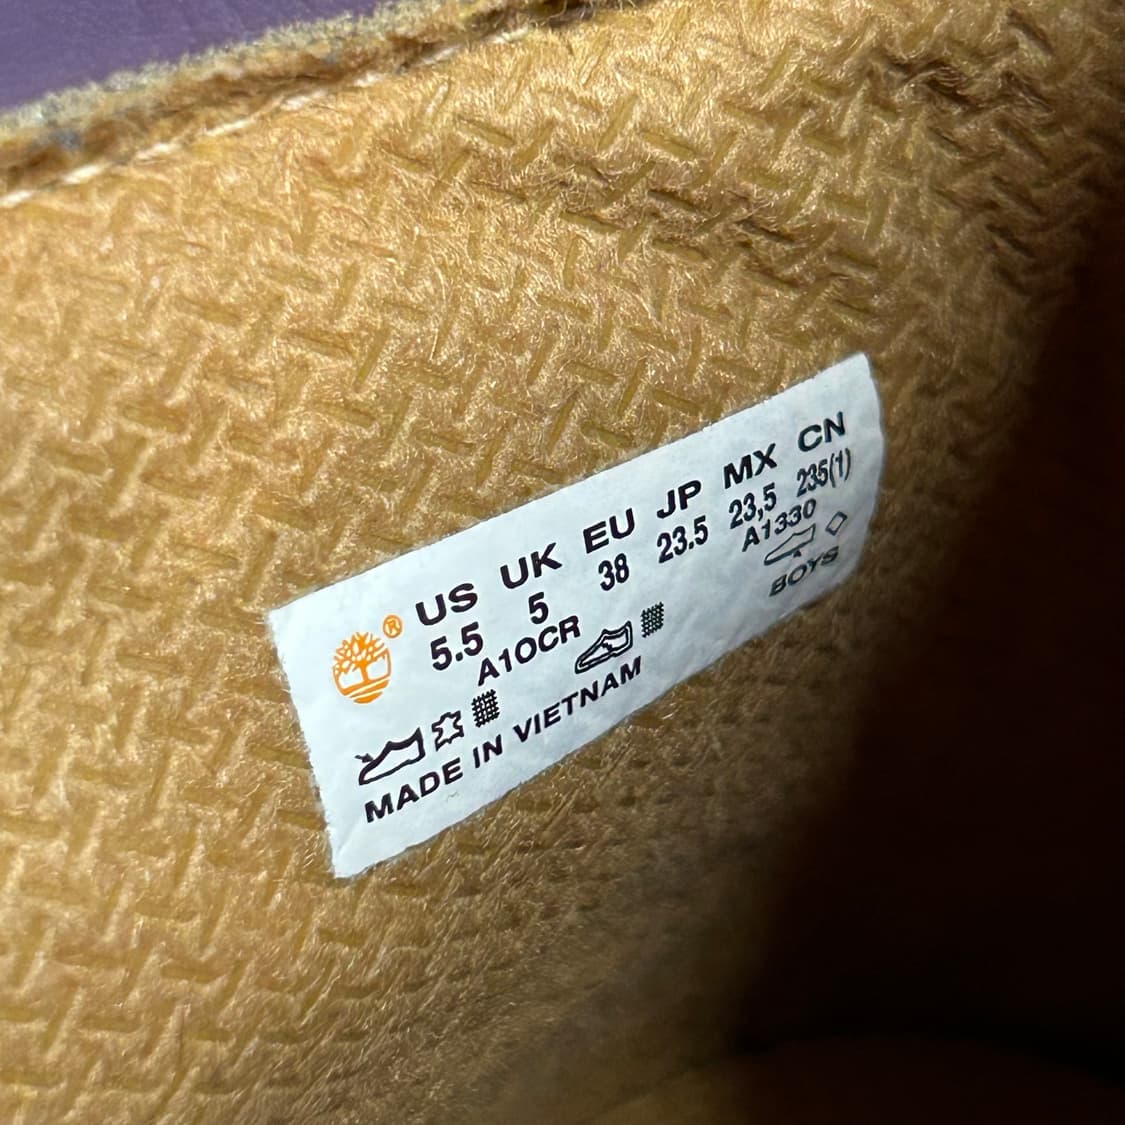 ® US UK EU JP MX CN
5.5 5 38 23.5 23,5 235(1)
A10CR A1330
BOYS
MADE IN VIETNAM